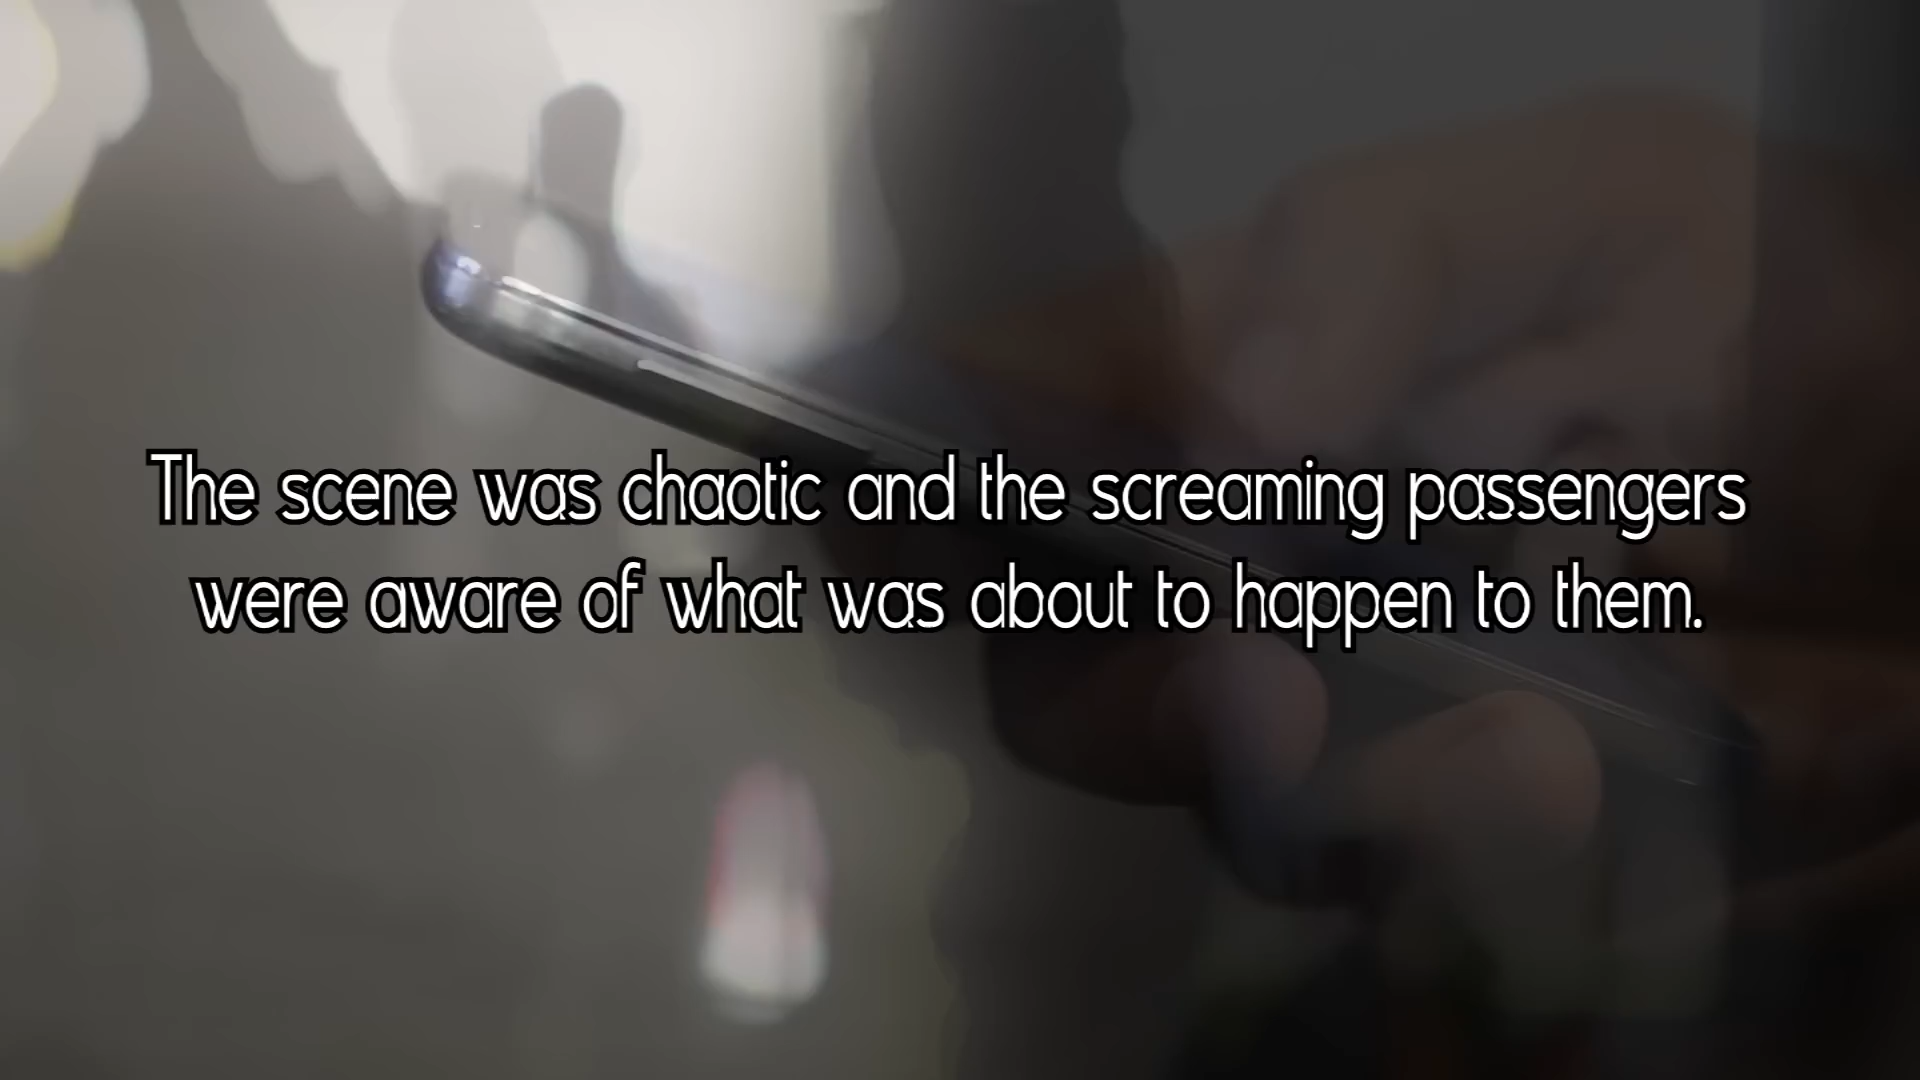 The scene was chaotic and the screaming passengers
were aware of what was about to happen to them.